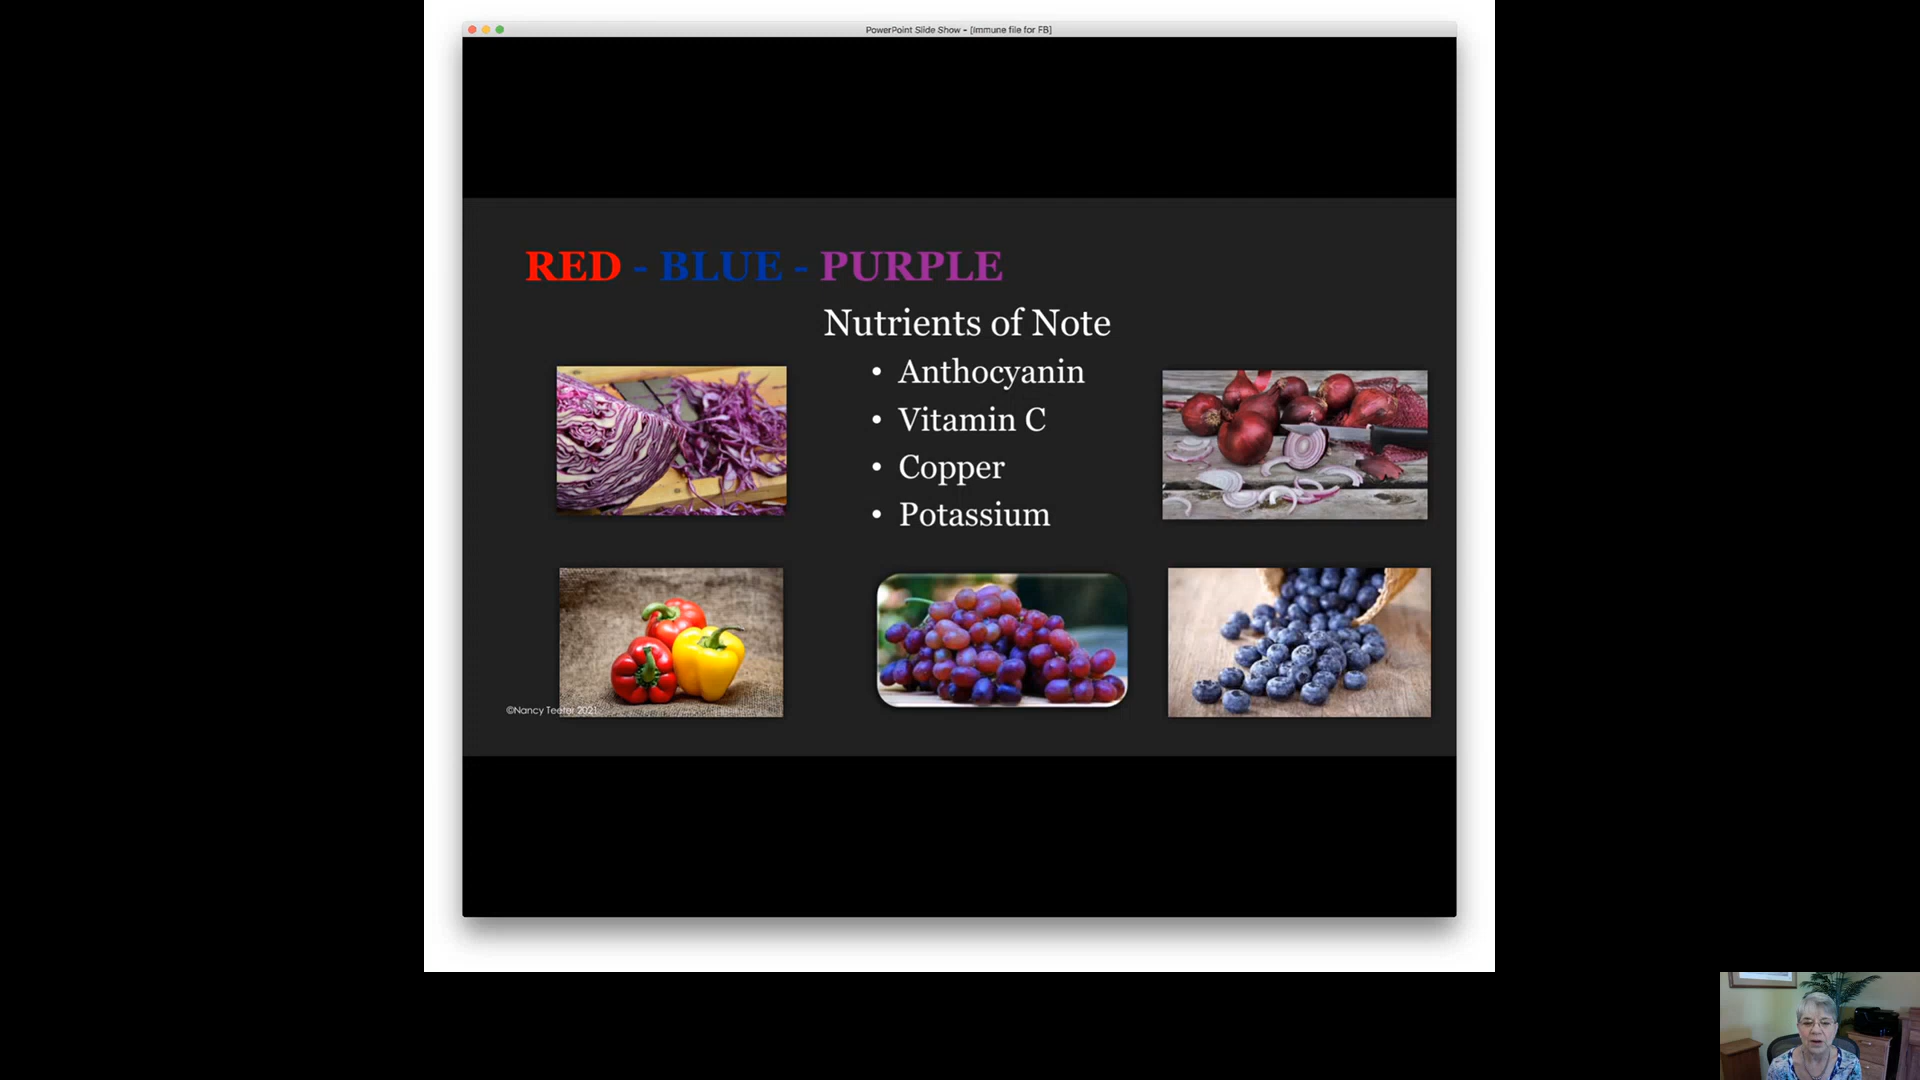 PowerPoint Slide Show - [Immune file for FB]
RED - BLUE - PURPLE
Nutrients of Note
• Anthocyanin
• Vitamin C
• Copper
• Potassium
©Nancy Teeter 2021